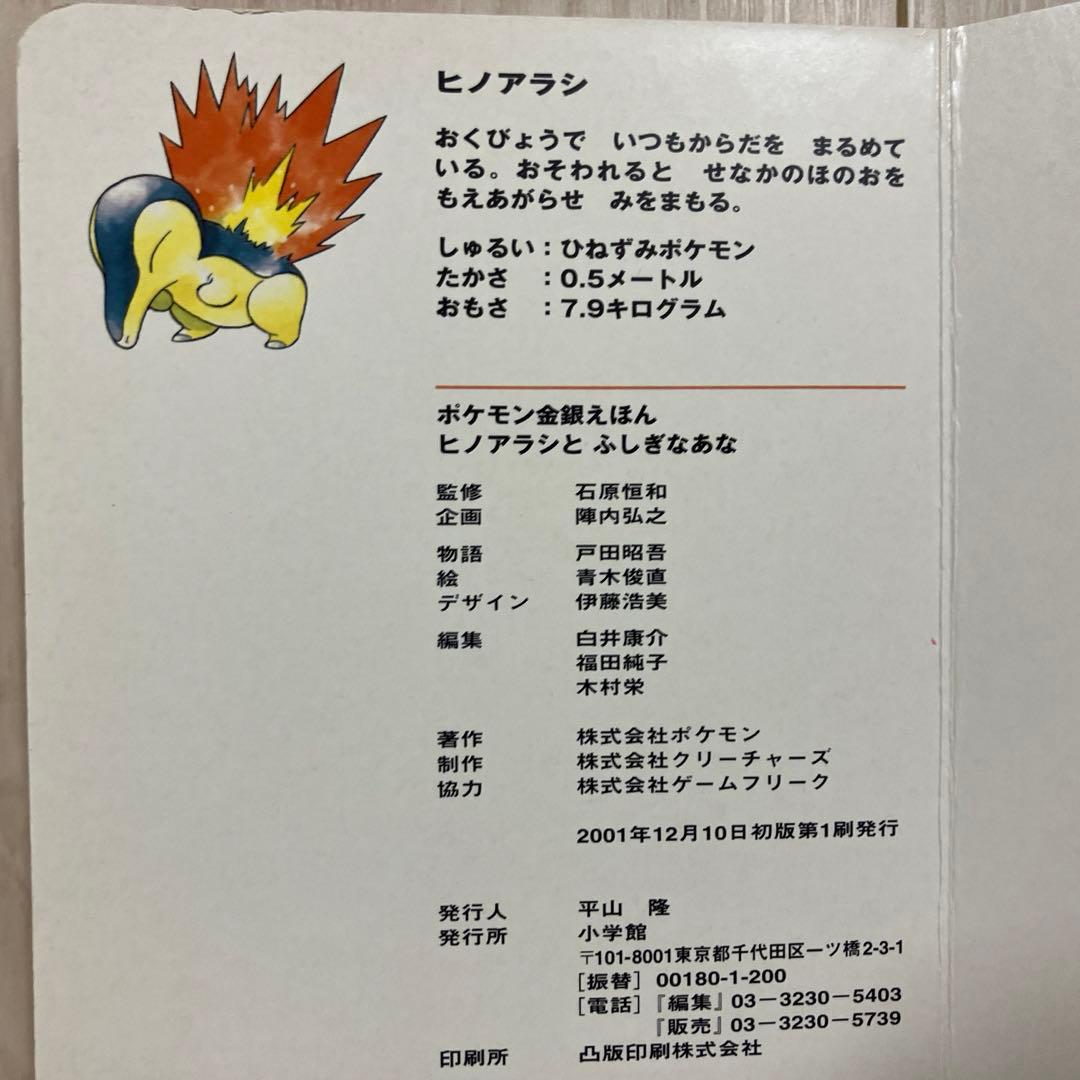 ヒノアラシ
おくびょうで　いつもからだを　まるめて
いる。おそわれると　せなかのほのおを
もえあがらせ　みをまもる。
しゅるい：ひねずみポケモン
たかさ　：0.5メートル
おもさ　：7.9キログラム
ポケモン金銀えほん
ヒノアラシと ふしぎなあな
監修　石原恒和
企画　陣内弘之
物語　戸田昭吾
絵　青木俊直
デザイン　伊藤浩美
編集　白井康介
福田純子
木村栄
著作　株式会社ポケモン
制作　株式会社クリーチャーズ
協力　株式会社ゲームフリーク
2001年12月10日初版第1刷発行
発行人　平山　隆
発行所　小学館
〒101-8001東京都千代田区一ツ橋2-3-1
［振替］ 00180-1-200
［電話］『編集』03－3230－5403
『販売』03－3230－5739
印刷所　凸版印刷株式会社